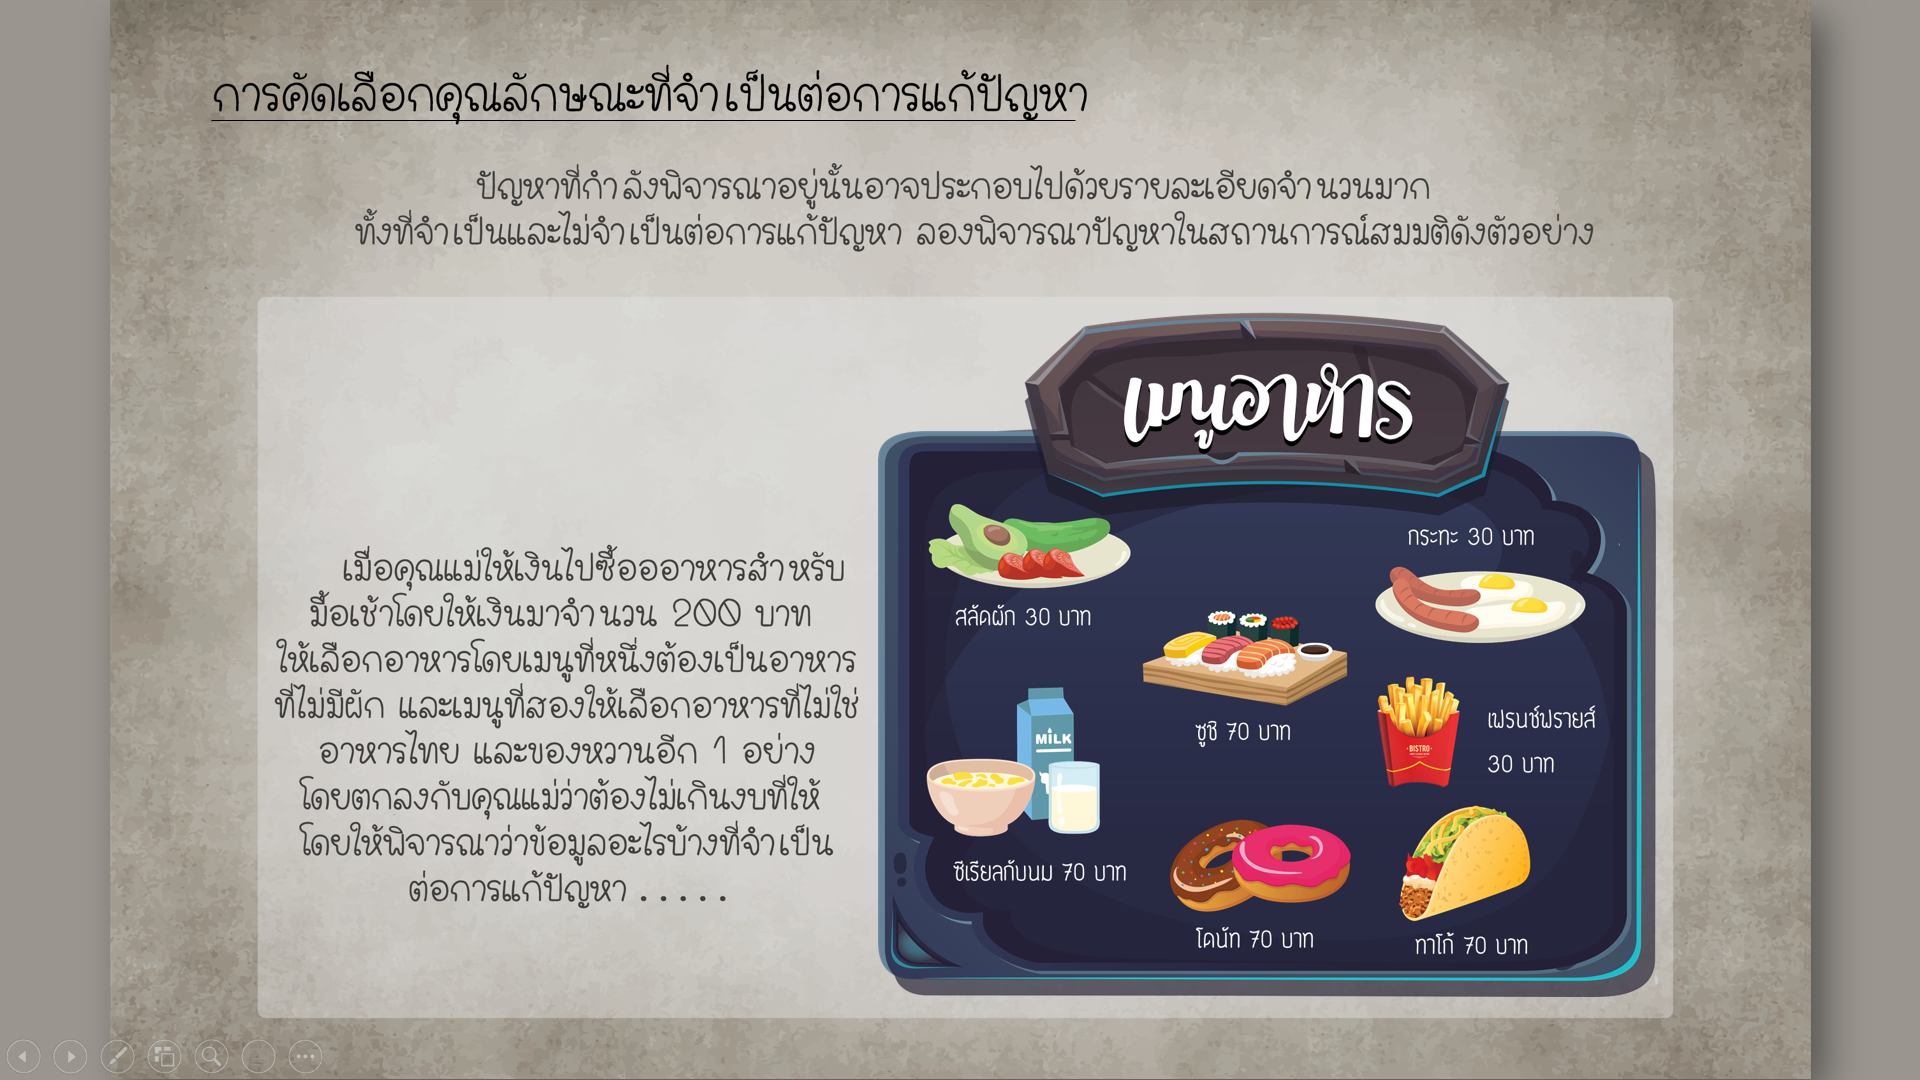 การคัดเลือกคุณลักษณะที่จำเป็นต่อการแก้ปัญหา
ปัญหาที่กำลังพิจารณาอยู่นั้นอาจประกอบไปด้วยรายละเอียดจำนวนมาก
ทั้งที่จำเป็นและไม่จำเป็นต่อการแก้ปัญหา ลองพิจารณาปัญหาในสถานการณ์สมมติดังตัวอย่าง
เมื่อคุณแม่ให้เงินไปซื้อออาหารสำหรับ
มื้อเช้าโดยให้เงินมาจำนวน 200 บาท
ให้เลือกอาหารโดยเมนูที่หนึ่งต้องเป็นอาหาร
ที่ไม่มีผัก และเมนูที่สองให้เลือกอาหารที่ไม่ใช่
อาหารไทย และของหวานอีก 1 อย่าง
โดยตกลงกับคุณแม่ว่าต้องไม่เกินงบที่ให้
โดยให้พิจารณาว่าข้อมูลอะไรบ้างที่จำเป็น
ต่อการแก้ปัญหา .....
เมนูอาหาร
สลัดผัก 30 บาท
กระทะ 30 บาท
ซูชิ 70 บาท
MILK
BISTRO
เฟรนช์ฟรายส์
30 บาท
ซีเรียลกับนม 70 บาท
โดนัท 70 บาท
ทาโก้ 70 บาท